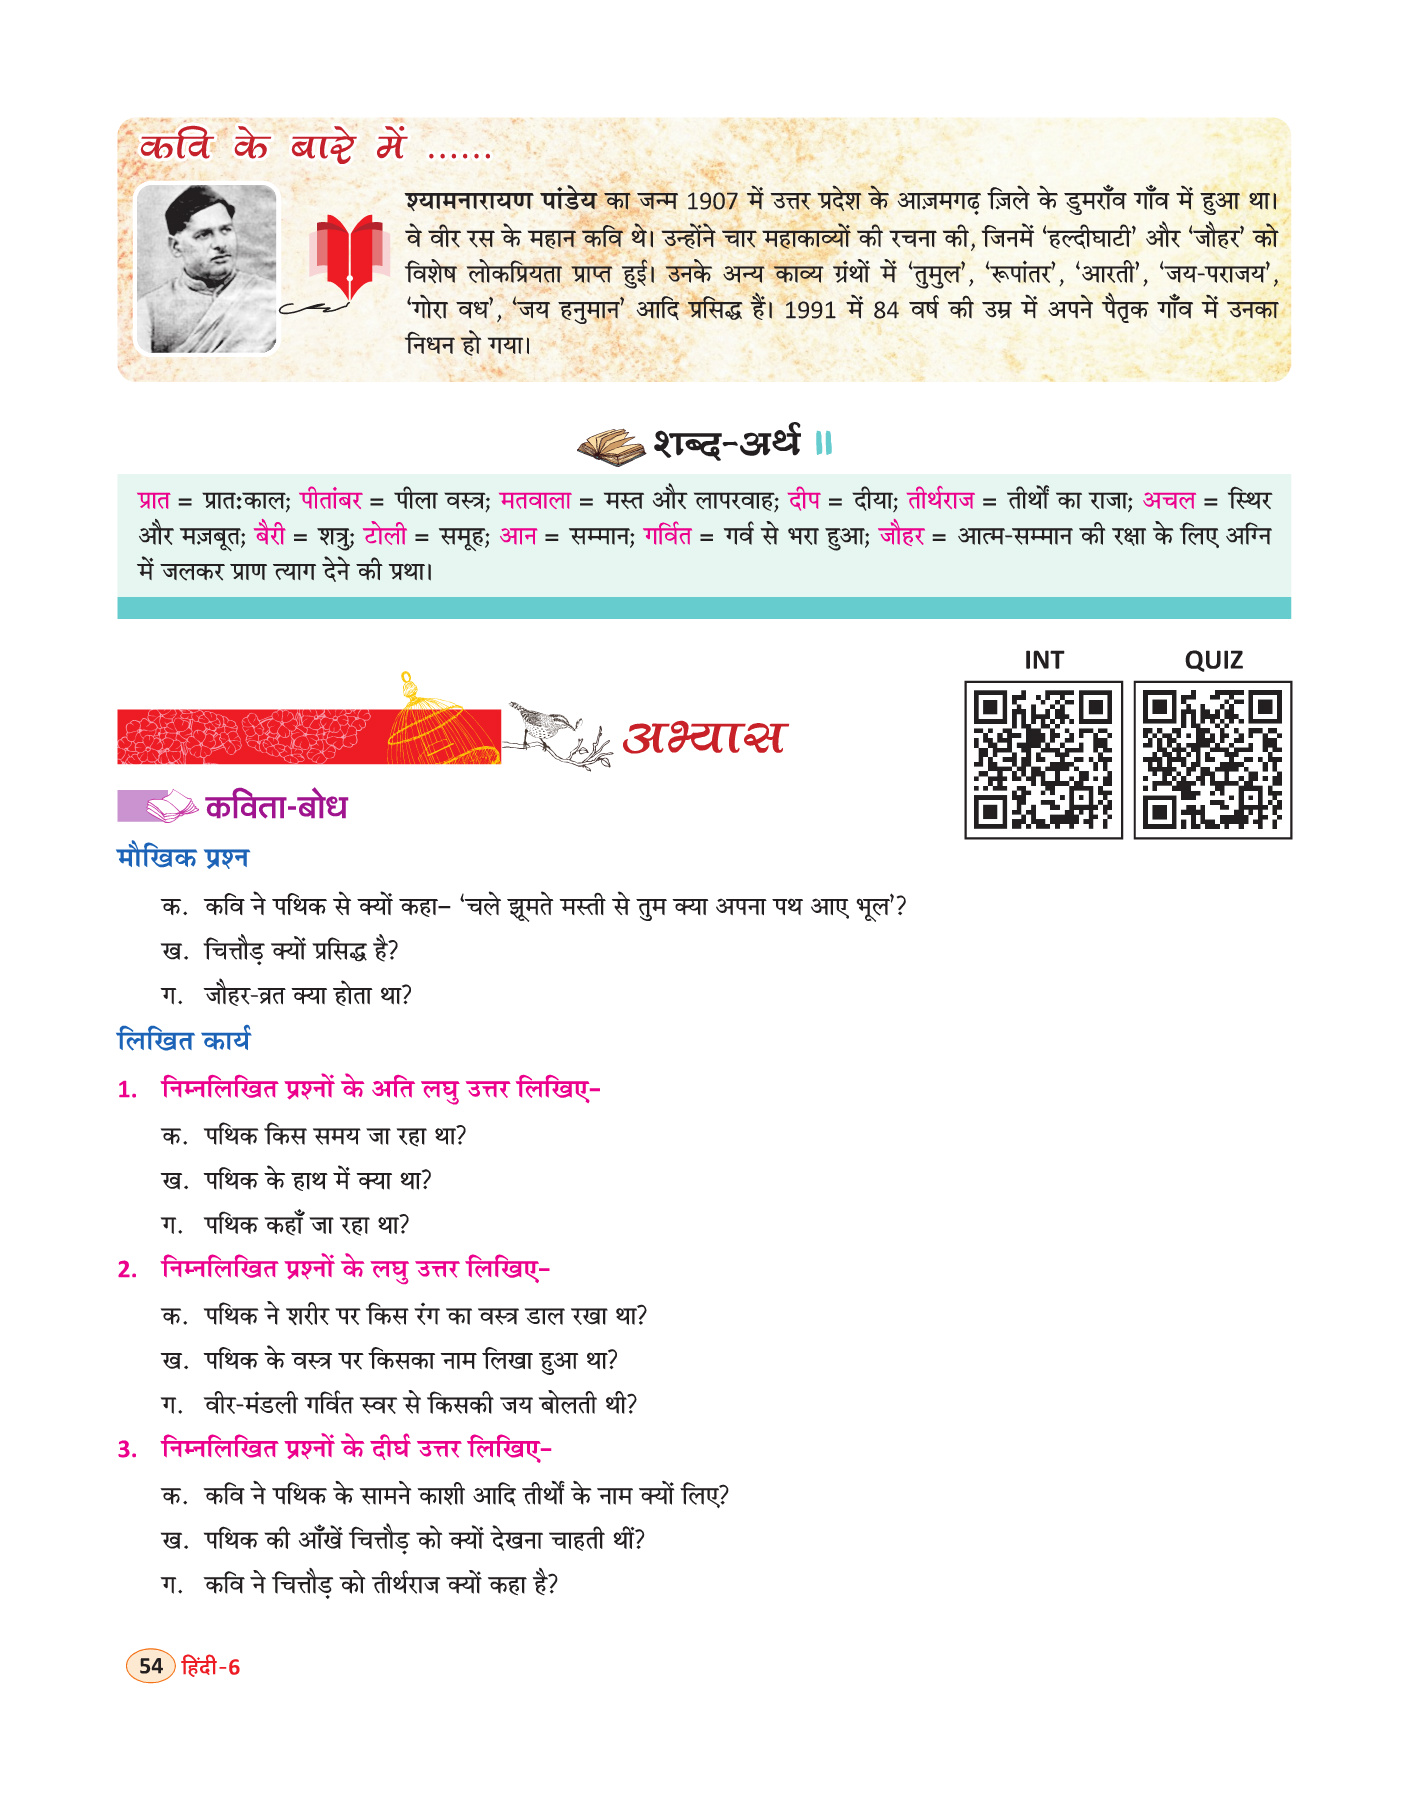 कवि के बारे में ......
श्यामनारायण पांडेय का जन्म 1907 में उत्तर प्रदेश के आज़मगढ़ ज़िले के डुमराँव गाँव में हुआ था।
वे वीर रस के महान कवि थे। उन्होंने चार महाकाव्यों की रचना की, जिनमें ‘हल्दीघाटी’ और ‘जौहर’ को
विशेष लोकप्रियता प्राप्त हुई। उनके अन्य काव्य ग्रंथों में ‘तुमुल’, ‘रूपांतर’, ‘आरती’, ‘जय-पराजय’,
‘गोरा वध’, ‘जय हनुमान’ आदि प्रसिद्ध हैं। 1991 में 84 वर्ष की उम्र में अपने पैतृक गाँव में उनका
निधन हो गया।
शब्द-अर्थ
प्रात = प्रात:काल; पीतांबर = पीला वस्त्र; मतवाला = मस्त और लापरवाह; दीप = दीया; तीर्थराज = तीर्थों का राजा; अचल = स्थिर
और मज़बूत; बैरी = शत्रु; टोली = समूह; आन = सम्मान; गर्वित = गर्व से भरा हुआ; जौहर = आत्म-सम्मान की रक्षा के लिए अग्नि
में जलकर प्राण त्याग देने की प्रथा।
INT QUIZ
अभ्यास
कविता-बोध
मौखिक प्रश्न
क. कवि ने पथिक से क्यों कहा– ‘चले झूमते मस्ती से तुम क्या अपना पथ आए भूल’?
ख. चित्तौड़ क्यों प्रसिद्ध है?
ग. जौहर-व्रत क्या होता था?
लिखित कार्य
1. निम्नलिखित प्रश्नों के अति लघु उत्तर लिखिए–
क. पथिक किस समय जा रहा था?
ख. पथिक के हाथ में क्या था?
ग. पथिक कहाँ जा रहा था?
2. निम्नलिखित प्रश्नों के लघु उत्तर लिखिए–
क. पथिक ने शरीर पर किस रंग का वस्त्र डाल रखा था?
ख. पथिक के वस्त्र पर किसका नाम लिखा हुआ था?
ग. वीर-मंडली गर्वित स्वर से किसकी जय बोलती थी?
3. निम्नलिखित प्रश्नों के दीर्घ उत्तर लिखिए–
क. कवि ने पथिक के सामने काशी आदि तीर्थों के नाम क्यों लिए?
ख. पथिक की आँखें चित्तौड़ को क्यों देखना चाहती थीं?
ग. कवि ने चित्तौड़ को तीर्थराज क्यों कहा है?
54 हिंदी-6